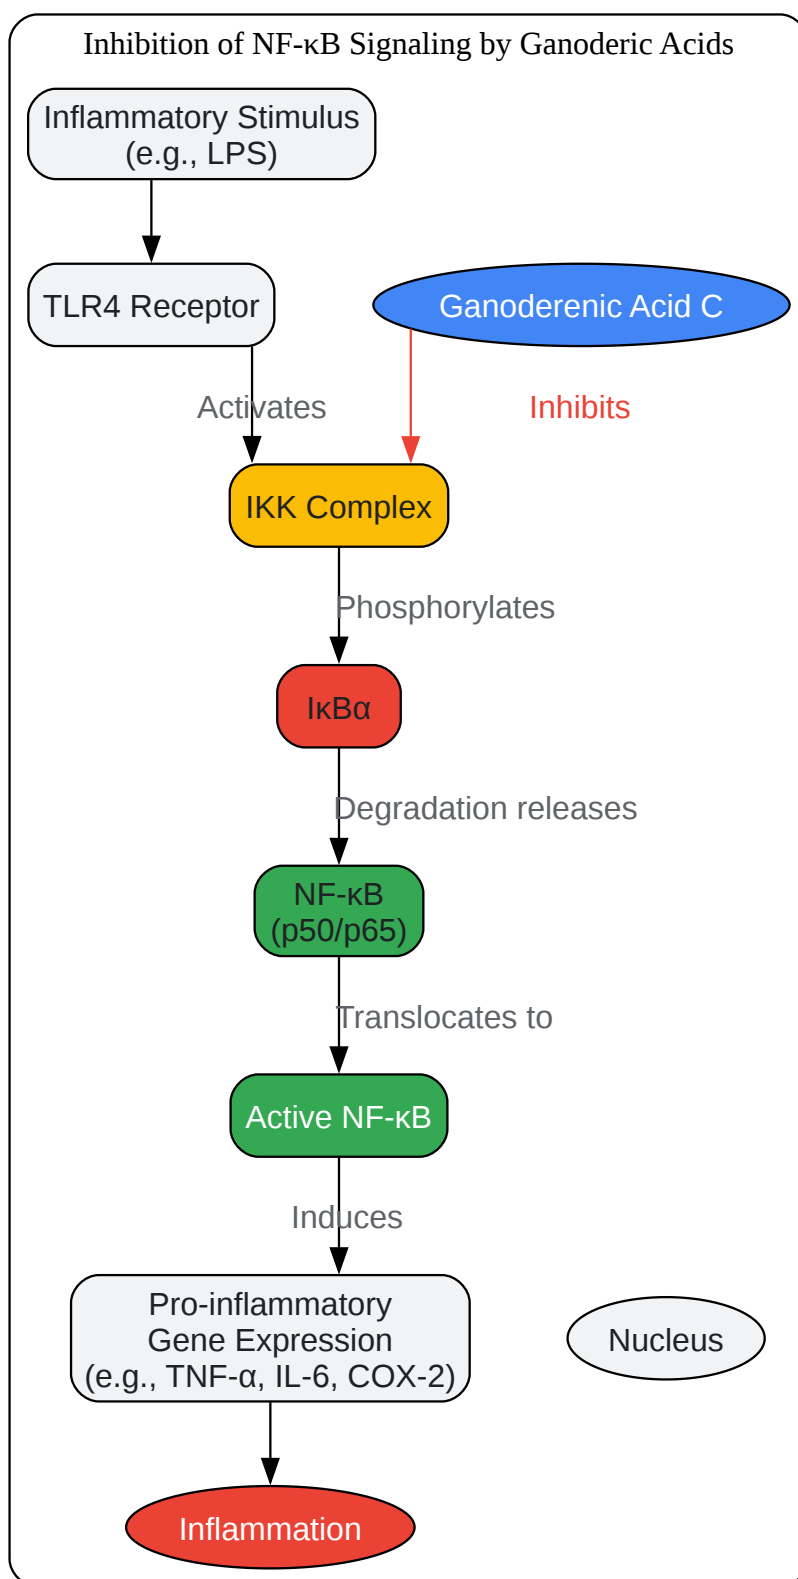 Inhibition of NF-κB Signaling by Ganoderic Acids
Inflammatory Stimulus
(e.g., LPS)
TLR4 Receptor
Ganoderenic Acid C
Activates
Inhibits
IKK Complex
Phosphorylates
IκBα
Degradation releases
NF-κB
(p50/p65)
Translocates to
Active NF-κB
Induces
Pro-inflammatory
Gene Expression
(e.g., TNF-α, IL-6, COX-2)
Nucleus
Inflammation